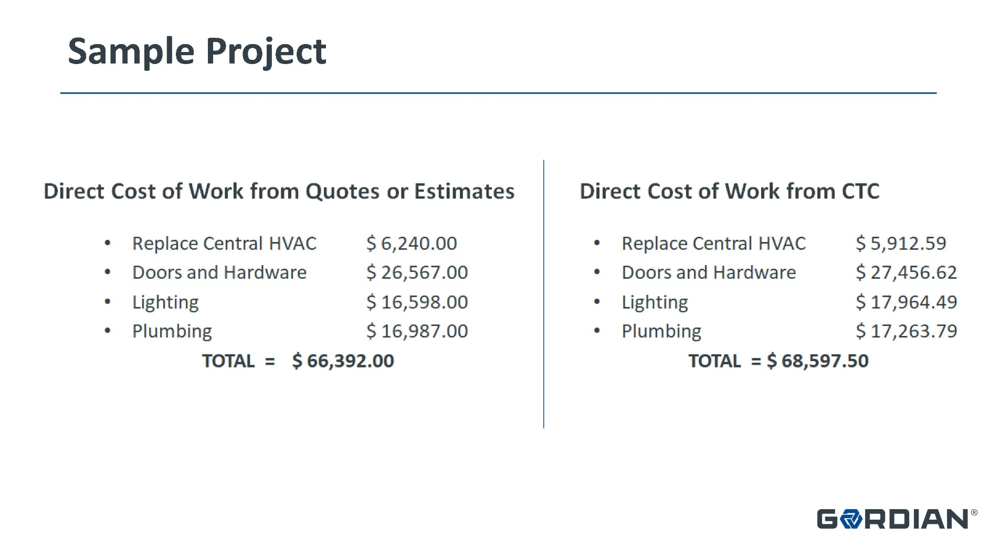 Sample Project
Direct Cost of Work from Quotes or Estimates
• Replace Central HVAC $ 6,240.00
• Doors and Hardware $ 26,567.00
• Lighting $ 16,598.00
• Plumbing $ 16,987.00
TOTAL = $ 66,392.00
Direct Cost of Work from CTC
• Replace Central HVAC $ 5,912.59
• Doors and Hardware $ 27,456.62
• Lighting $ 17,964.49
• Plumbing $ 17,263.79
TOTAL = $ 68,597.50
GORDIAN®